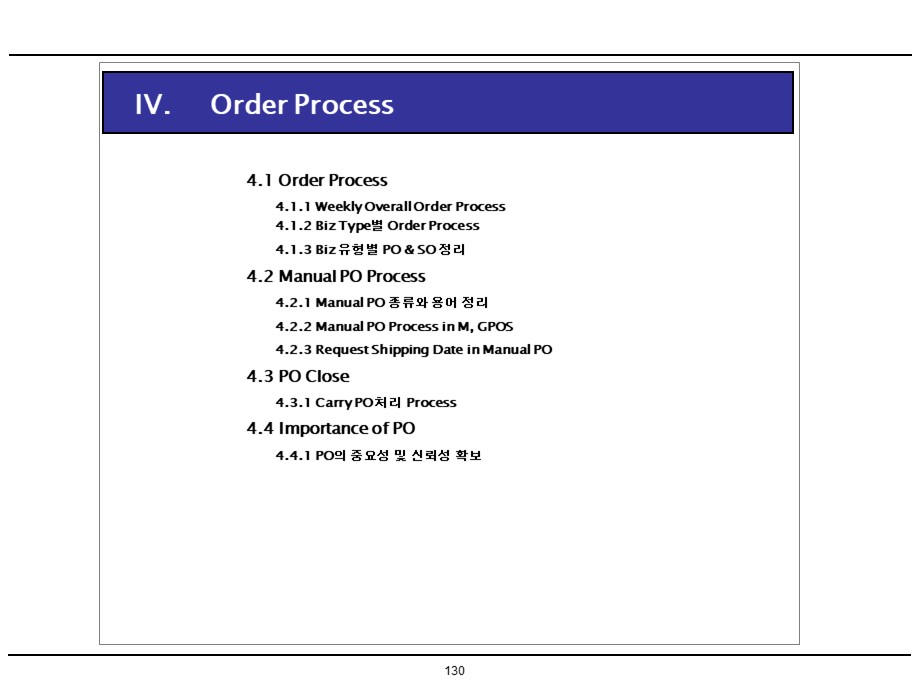 IV. Order Process
4.1 Order Process
4.1.1 Weekly Overall Order Process
4.1.2 Biz Type별 Order Process
4.1.3 Biz 유형별 PO & SO 정리
4.2 Manual PO Process
4.2.1 Manual PO 종류와 용어 정리
4.2.2 Manual PO Process in M, GPOS
4.2.3 Request Shipping Date in Manual PO
4.3 PO Close
4.3.1 Carry PO처리 Process
4.4 Importance of PO
4.4.1 PO의 중요성 및 신뢰성 확보
130